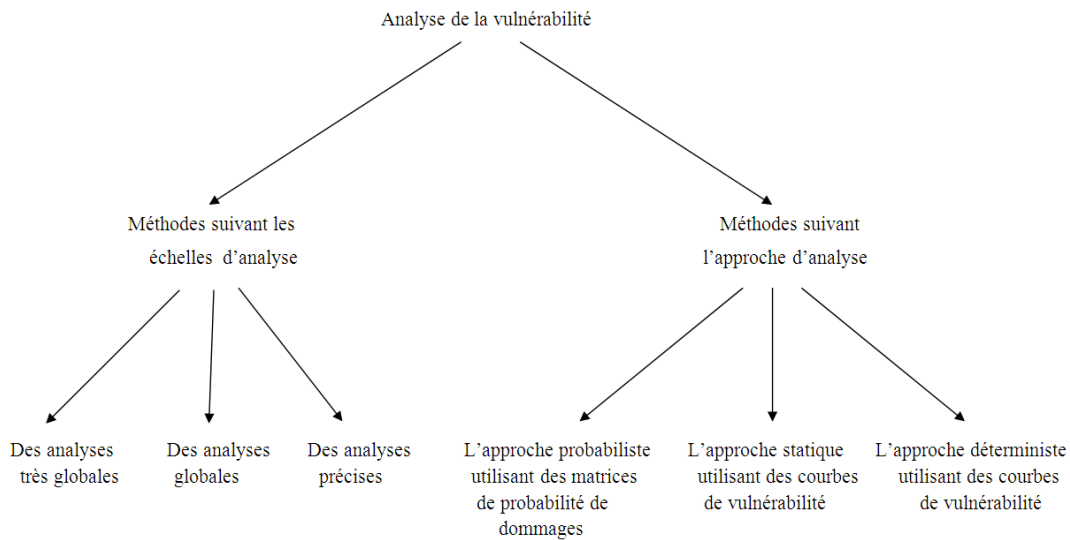 Analyse de la vulnérabilité
Méthodes suivant les
échelles d'analyse
Méthodes suivant
l'approche d'analyse
Des analyses
très globales
Des analyses
globales
Des analyses
précises
L'approche probabiliste
utilisant des matrices
de probabilité de
dommages
L'approche statique
utilisant des courbes
de vulnérabilité
L'approche déterministe
utilisant des courbes
de vulnérabilité